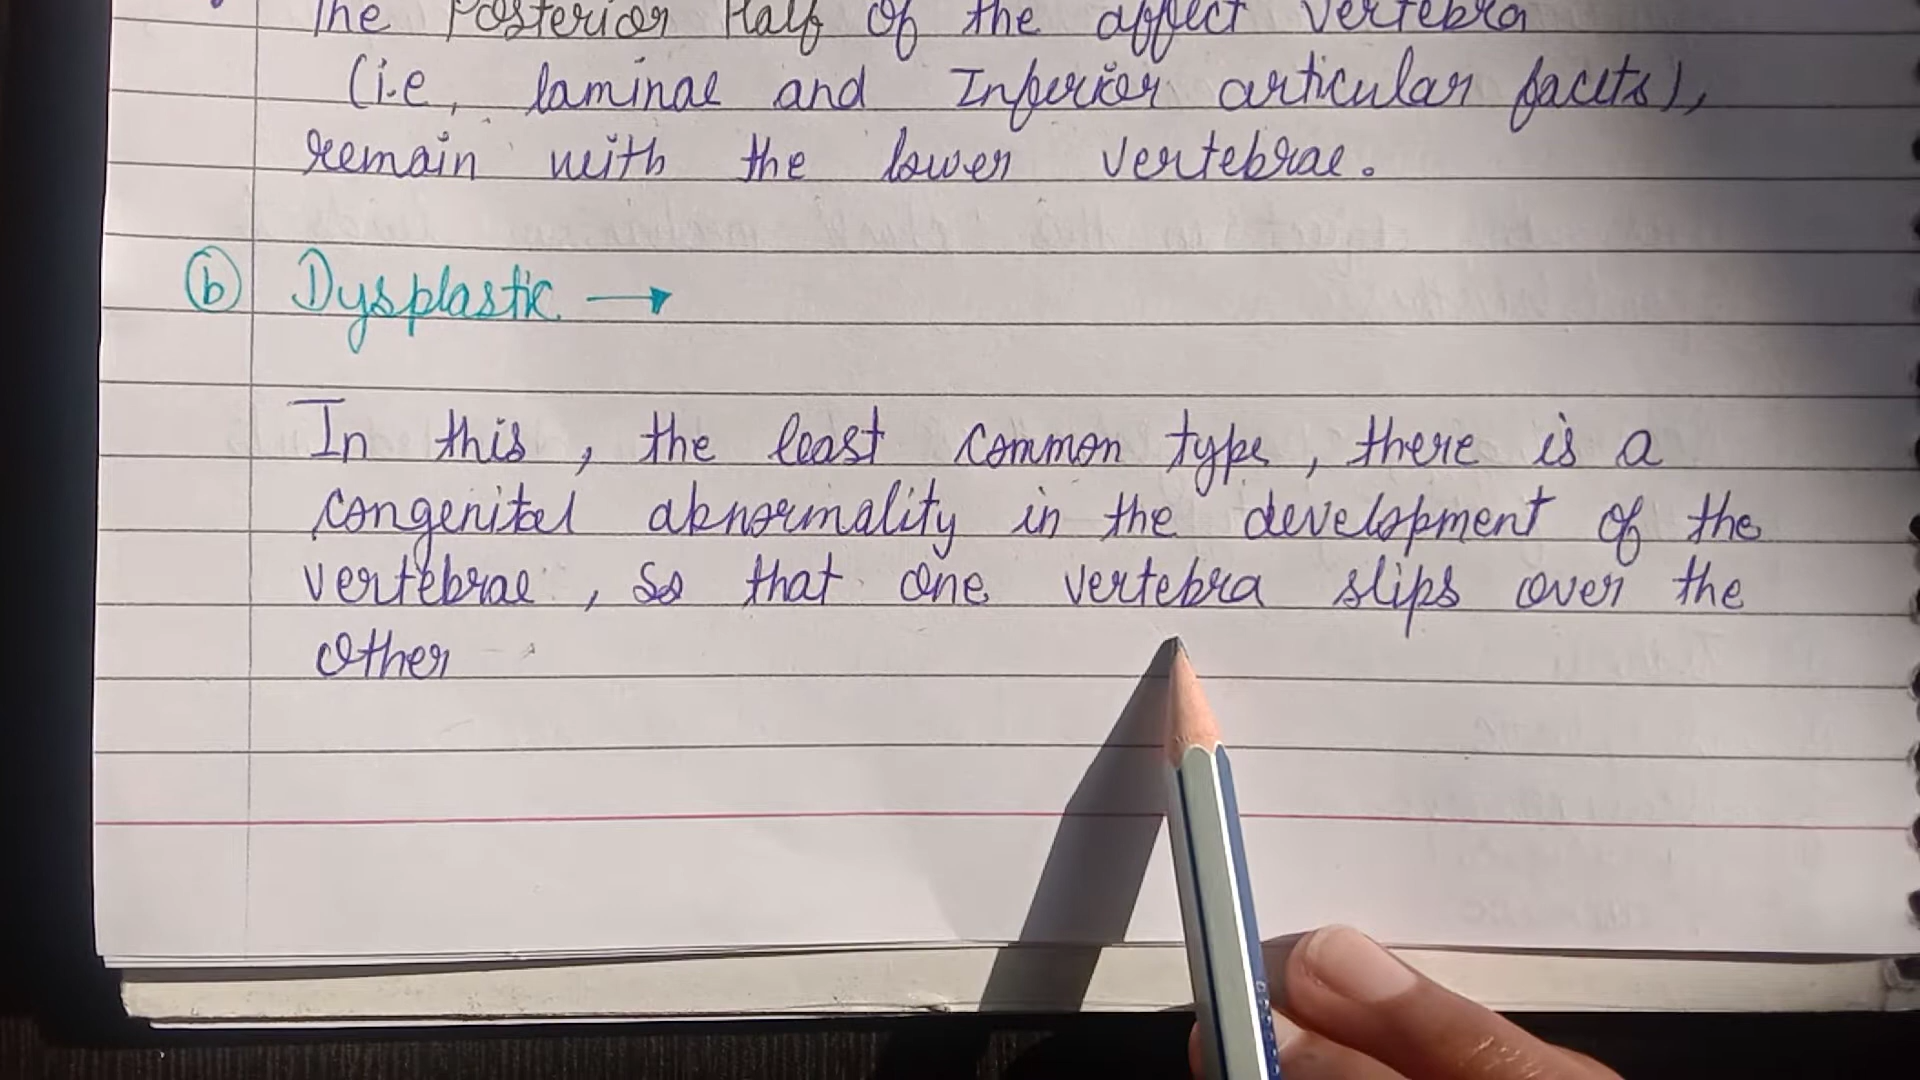 The Posterior Half of the affect vertebra
(i.e, laminae and Inferior articular facets),
remain with the lower vertebrae.
(b) Dysplastic →
In this, the least common type, there is a
congenital abnormality in the development of the
vertebrae, so that one vertebra slips over the
other